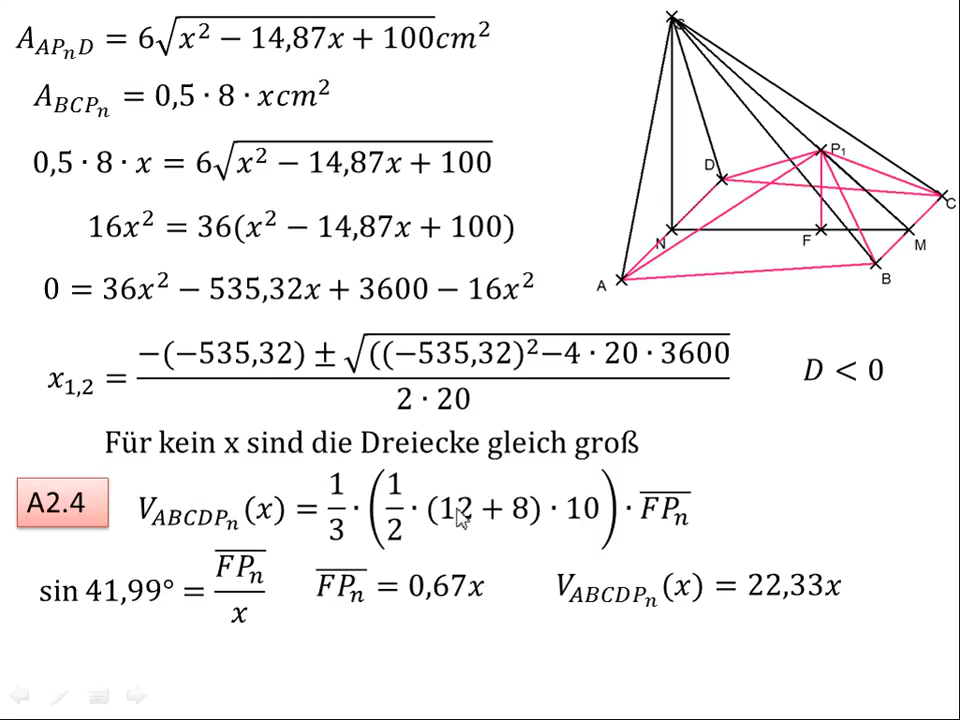 A_{AP_nD} = 6√(x² − 14,87x + 100)cm²
A_{BCP_n} = 0,5 · 8 · xcm²
0,5 · 8 · x = 6√(x² − 14,87x + 100)
16x² = 36(x² − 14,87x + 100)
0 = 36x² − 535,32x + 3600 − 16x²
x_{1,2} = (−(−535,32) ± √(((−535,32)²−4 · 20 · 3600)) / (2 · 20) D < 0
Für kein x sind die Dreiecke gleich groß
A2.4 V_{ABCDP_n}(x) = 1/3 · (1/2 · (12 + 8) · 10) · \overline{FP_n}
sin 41,99° = \overline{FP_n}/x \overline{FP_n} = 0,67x V_{ABCDP_n}(x) = 22,33x
P₁
D
C
N
F
M
A
B